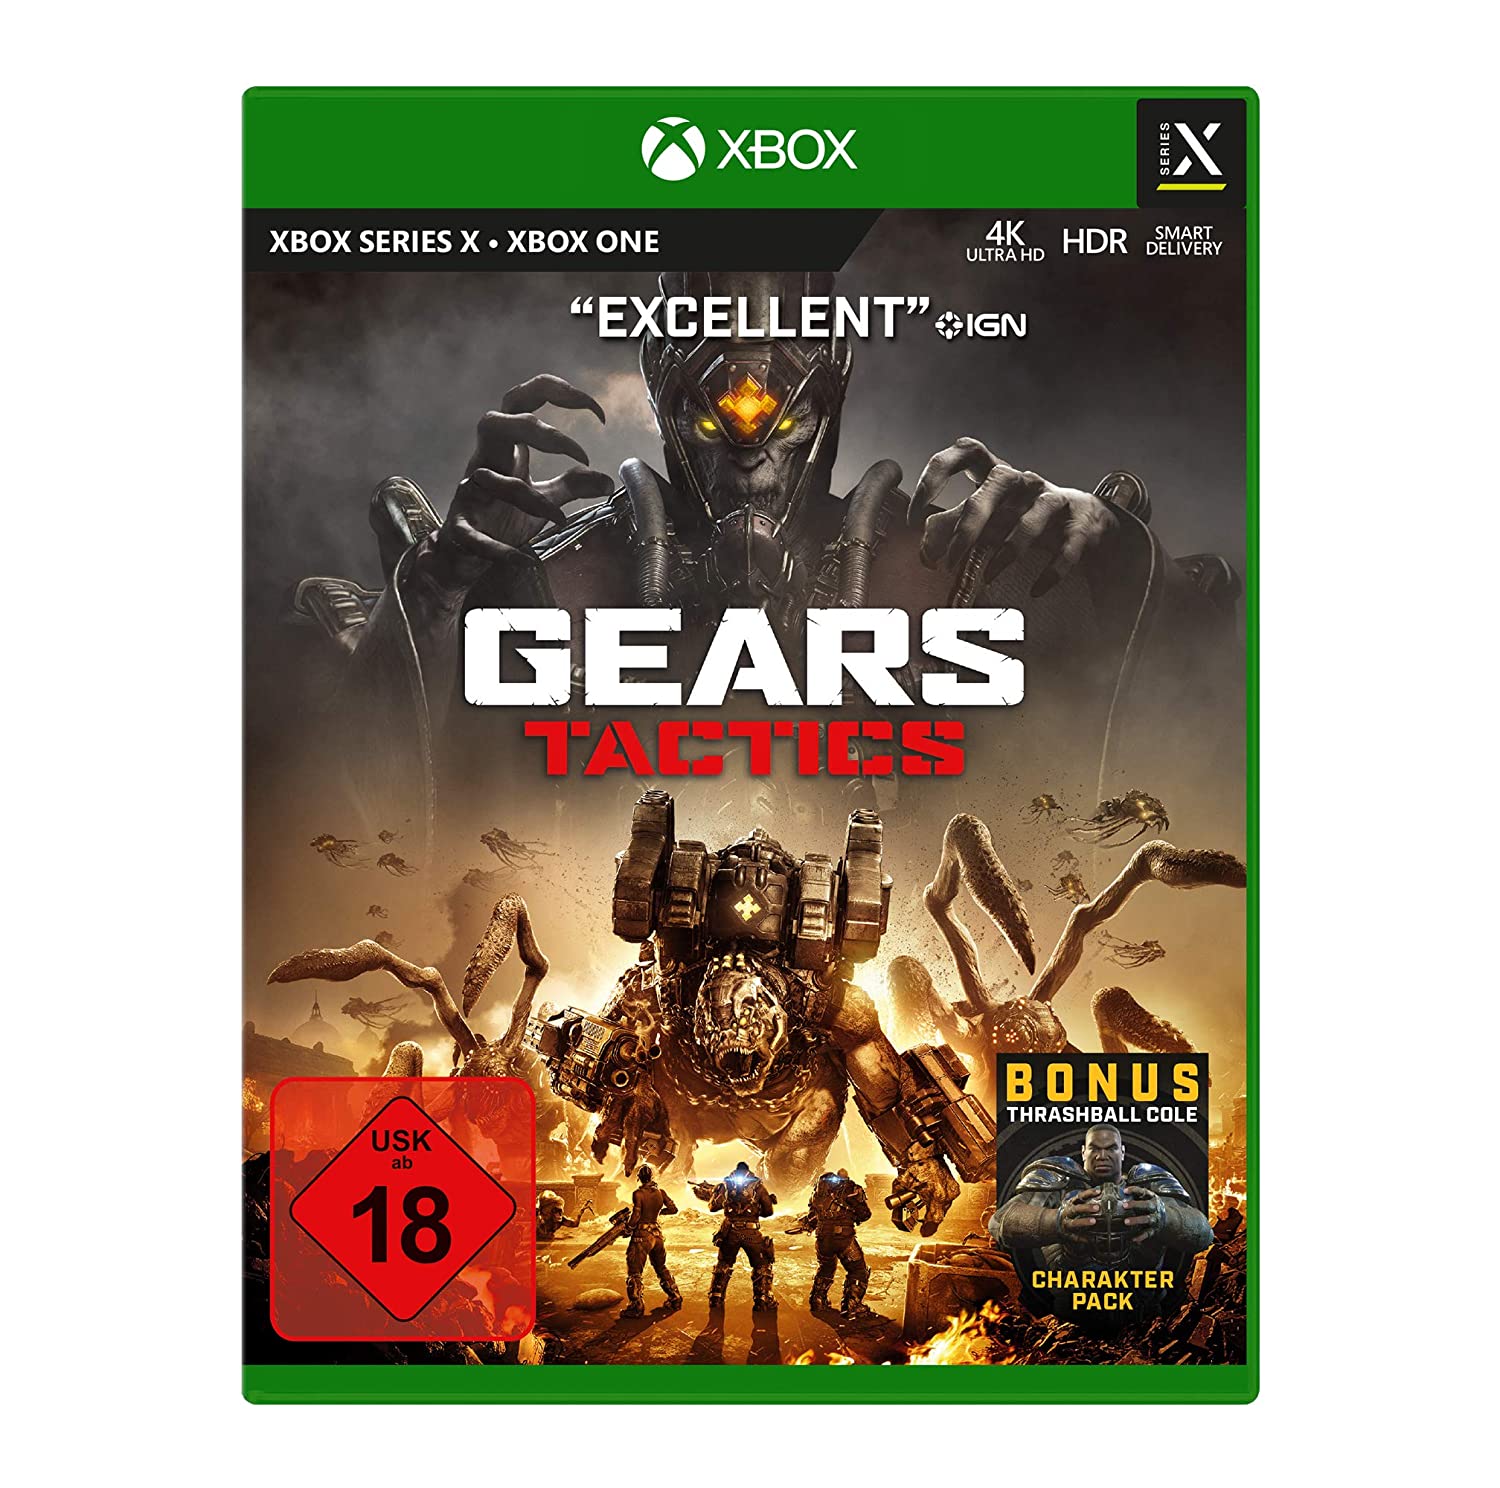 XBOX
SERIES X
XBOX SERIES X • XBOX ONE
4K
ULTRA HD
HDR
SMART
DELIVERY
“EXCELLENT” IGN
GEARS
TACTICS
BONUS
THRASHBALL COLE
USK
ab
18
CHARAKTER
PACK